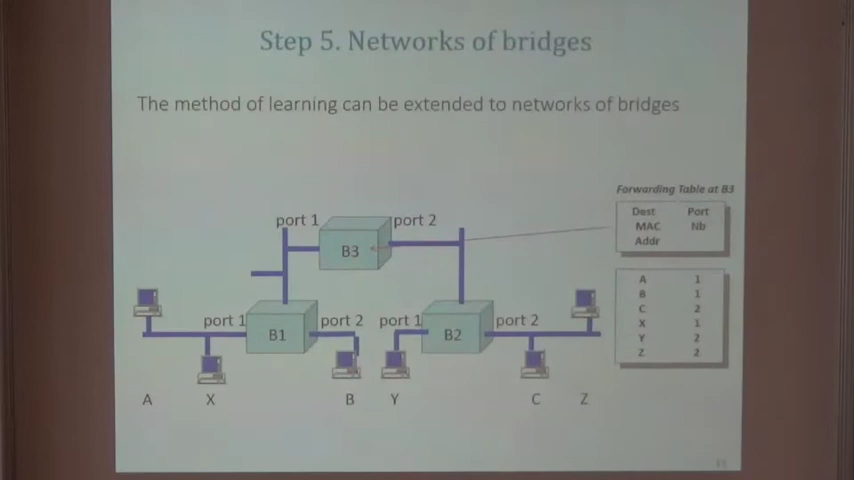 Step 5. Networks of bridges
The method of learning can be extended to networks of bridges
Forwarding Table at B3
Dest Port
MAC Nb
Addr
port 1
port 2
B3
A 1
B 1
C 2
X 1
Y 2
Z 2
port 1
B1
port 2
port 1
B2
port 2
A
X
B
Y
C
Z